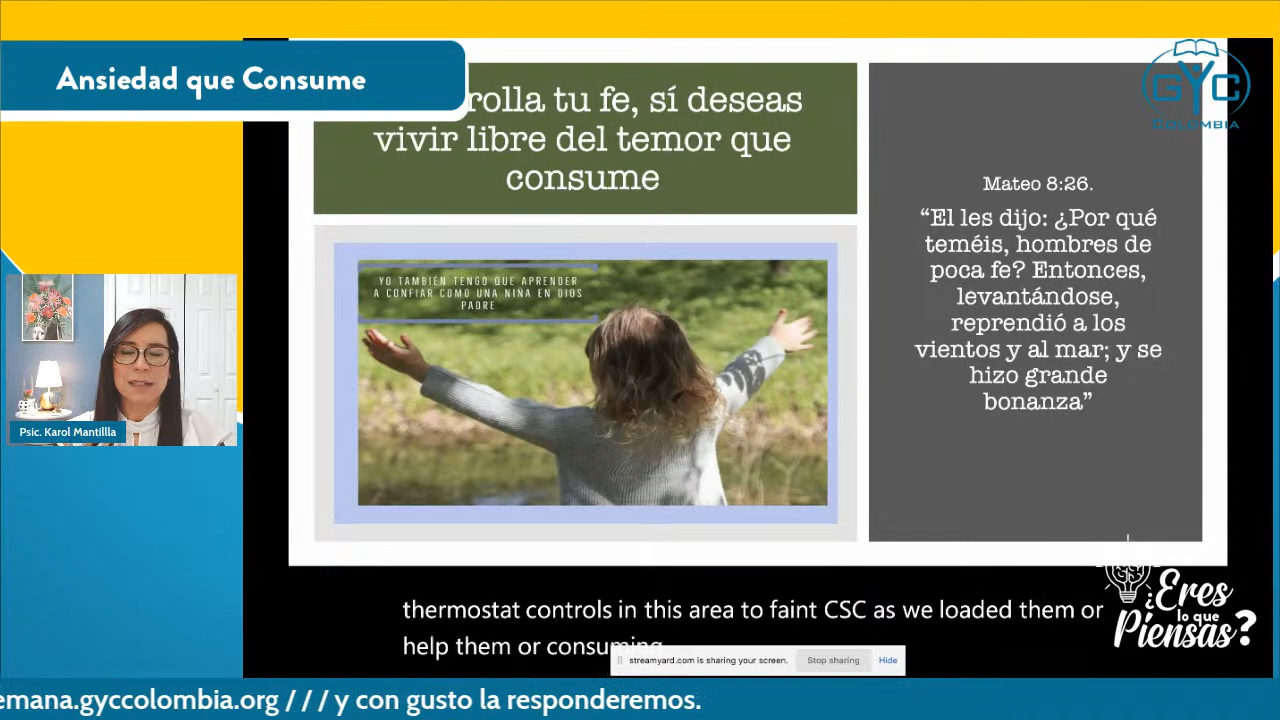 Ansiedad que Consume
rolla tu fe, sí deseas
vivir libre del temor que
consume
GYC
COLOMBIA
Mateo 8:26.
“El les dijo: ¿Por qué
teméis, hombres de
poca fe? Entonces,
levantándose,
reprendió a los
vientos y al mar; y se
hizo grande
bonanza”
YO TAMBIÉN TENGO QUE APRENDER
A CONFIAR COMO UNA NIÑA EN DIOS
PADRE
Psic. Karol Mantillla
thermostat controls in this area to faint CSC as we loaded them or
help them or consuming
¿Eres
lo que
Piensas?
streamyard.com is sharing your screen. Stop sharing Hide
emana.gyccolombia.org / / / y con gusto la responderemos.